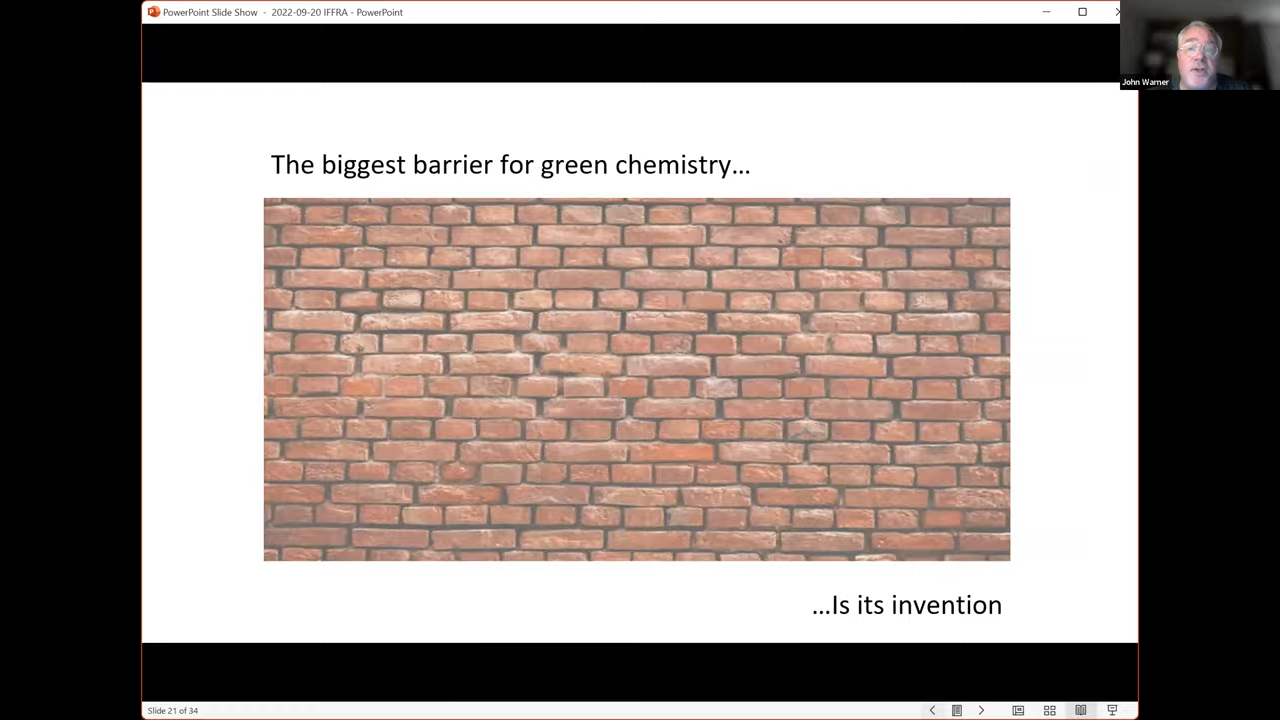 PowerPoint Slide Show - 2022-09-20 IFFRA - PowerPoint
John Warner
The biggest barrier for green chemistry...
...Is its invention
Slide 21 of 34